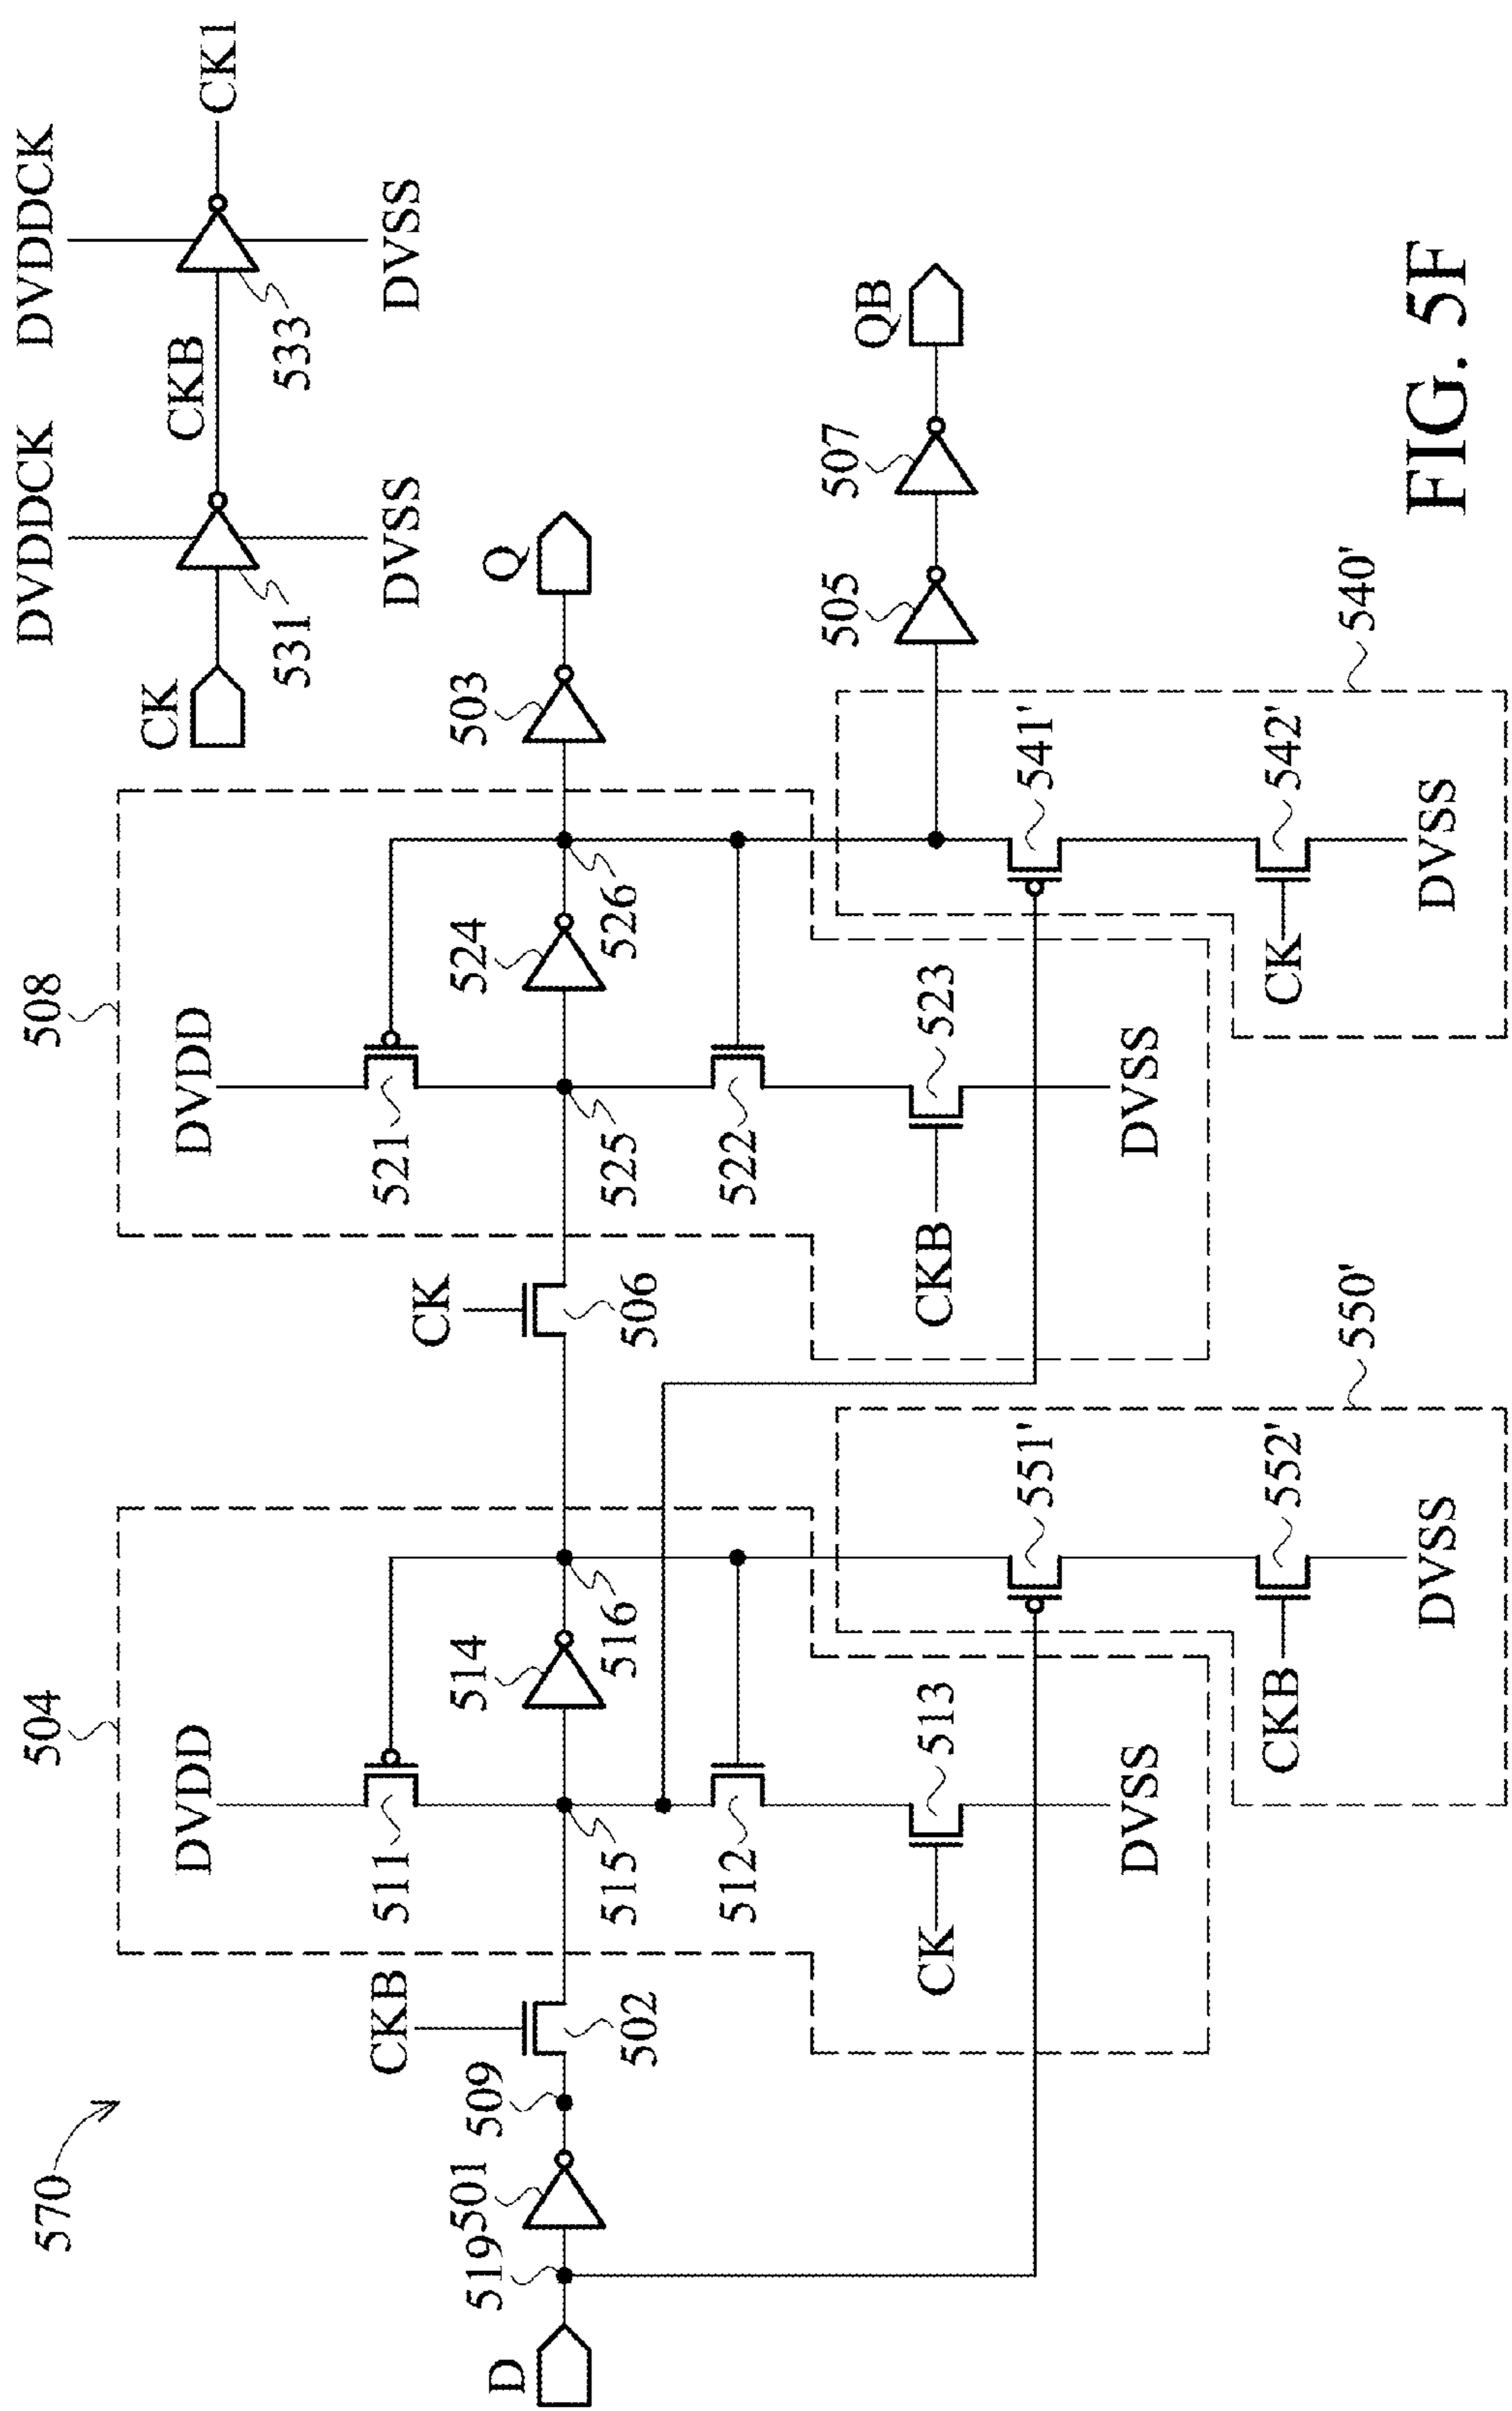 570
504
508
DVDDCK
DVDDCK
DVDD
DVDD
CK
CKB
CK1
531
533
DVSS
DVSS
CKB
511
CK
521
D
519
501
509
502
514
506
524
503
Q
515
516
525
526
512
522
CK
513
CKB
523
505
507
QB
551'
541'
DVSS
DVSS
CKB
552'
CK
542'
550'
540'
DVSS
DVSS
FIG. 5F